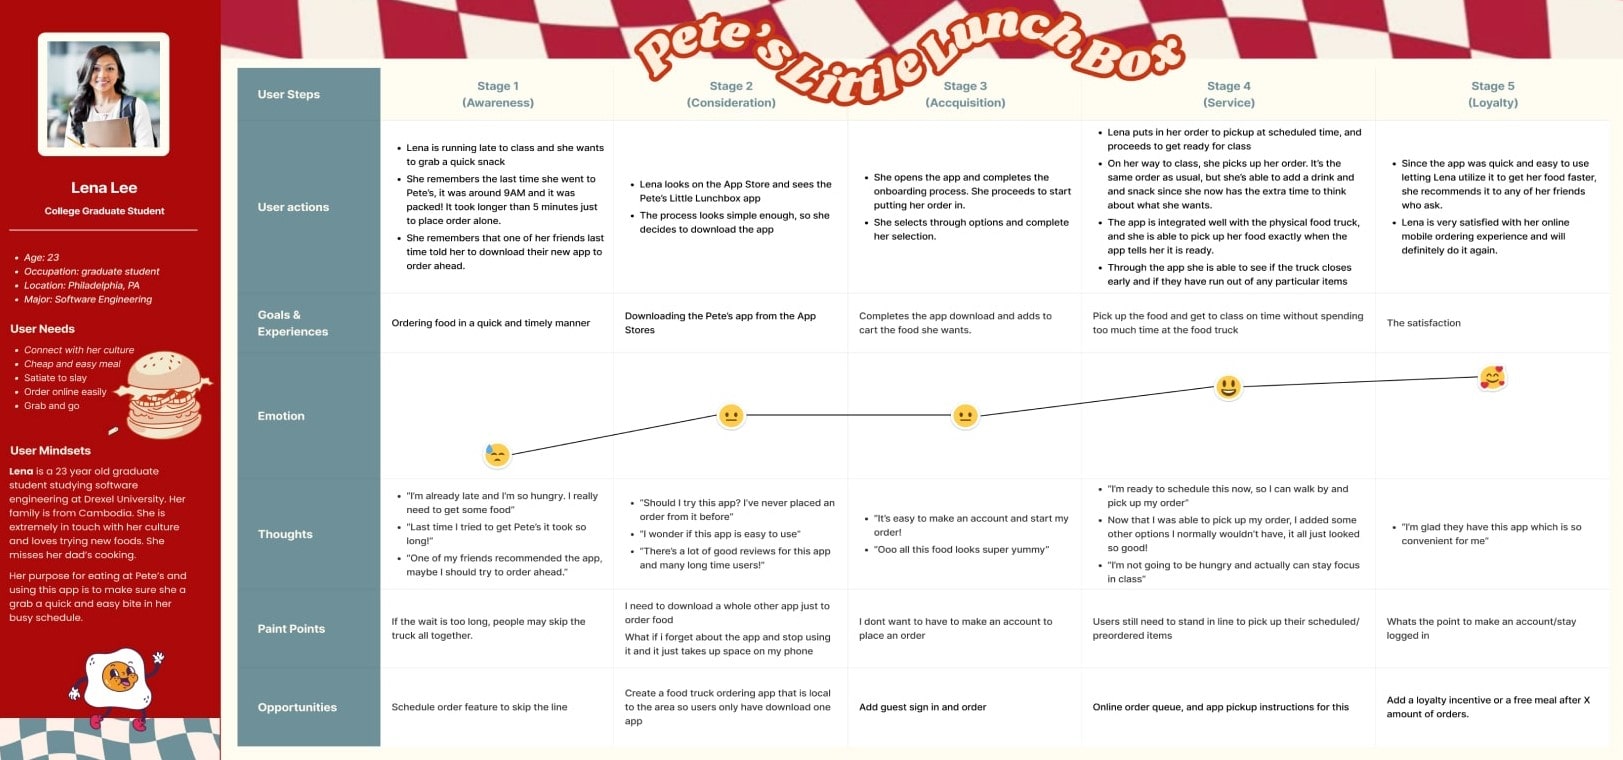 Pete's Little Lunch Box
Lena Lee
College Graduate Student
• Age: 23
• Occupation: graduate student
• Location: Philadelphia, PA
• Major: Software Engineering
User Needs
• Connect with her culture
• Cheap and easy meal
• Satiate to slay
• Order online easily
• Grab and go
User Mindsets
Lena is a 23 year old graduate
student studying software
engineering at Drexel University. Her
family is from Cambodia. She is
extremely in touch with her culture
and loves trying new foods. She
misses her dad's cooking.
Her purpose for eating at Pete's and
using this app is to make sure she a
grab a quick and easy bite in her
busy schedule.
User Steps
Stage 1
(Awareness)
Stage 2
(Consideration)
Stage 3
(Accquisition)
Stage 4
(Service)
Stage 5
(Loyalty)
User actions
• Lena is running late to class and she wants
to grab a quick snack
• She remembers the last time she went to
Pete's, it was around 9AM and it was
packed! It took longer than 5 minutes just
to place order alone.
• She remembers that one of her friends last
time told her to download their new app to
order ahead.
• Lena looks on the App Store and sees the
Pete's Little Lunchbox app
• The process looks simple enough, so she
decides to download the app
• She opens the app and completes the
onboarding process. She proceeds to start
putting her order in.
• She selects through options and complete
her selection.
• Lena puts in her order to pickup at scheduled time, and
proceeds to get ready for class
• On her way to class, she picks up her order. It's the
same order as usual, but she's able to add a drink and
and snack since she now has the extra time to think
about what she wants.
• The app is integrated well with the physical food truck,
and she is able to pick up her food exactly when the
app tells her it is ready.
• Through the app she is able to see if the truck closes
early and if they have run out of any particular items
• Since the app was quick and easy to use
letting Lena utilize it to get her food faster,
she recommends it to any of her friends
who ask.
• Lena is very satisfied with her online
mobile ordering experience and will
definitely do it again.
Goals &
Experiences
Ordering food in a quick and timely manner
Downloading the Pete's app from the App
Stores
Completes the app download and adds to
cart the food she wants.
Pick up the food and get to class on time without spending
too much time at the food truck
The satisfaction
Emotion
Thoughts
• "I'm already late and I'm so hungry. I really
need to get some food"
• "Last time I tried to get Pete's it took so
long!"
• "One of my friends recommended the app,
maybe I should try to order ahead."
• "Should I try this app? I've never placed an
order from it before"
• "I wonder if this app is easy to use"
• "There's a lot of good reviews for this app
and many long time users!"
• "It's easy to make an account and start my
order!
• "Ooo all this food looks super yummy"
• "I'm ready to schedule this now, so I can walk by and
pick up my order"
• Now that I was able to pick up my order, I added some
other options I normally wouldn't have, it all just looked
so good!
• "I'm not going to be hungry and actually can stay focus
in class"
• "I'm glad they have this app which is so
convenient for me"
Paint Points
If the wait is too long, people may skip the
truck all together.
I need to download a whole other app just to
order food
What if i forget about the app and stop using
it and it just takes up space on my phone
I dont want to have to make an account to
place an order
Users still need to stand in line to pick up their scheduled/
preordered items
Whats the point to make an account/stay
logged in
Opportunities
Schedule order feature to skip the line
Create a food truck ordering app that is local
to the area so users only have download one
app
Add guest sign in and order
Online order queue, and app pickup instructions for this
Add a loyalty incentive or a free meal after X
amount of orders.